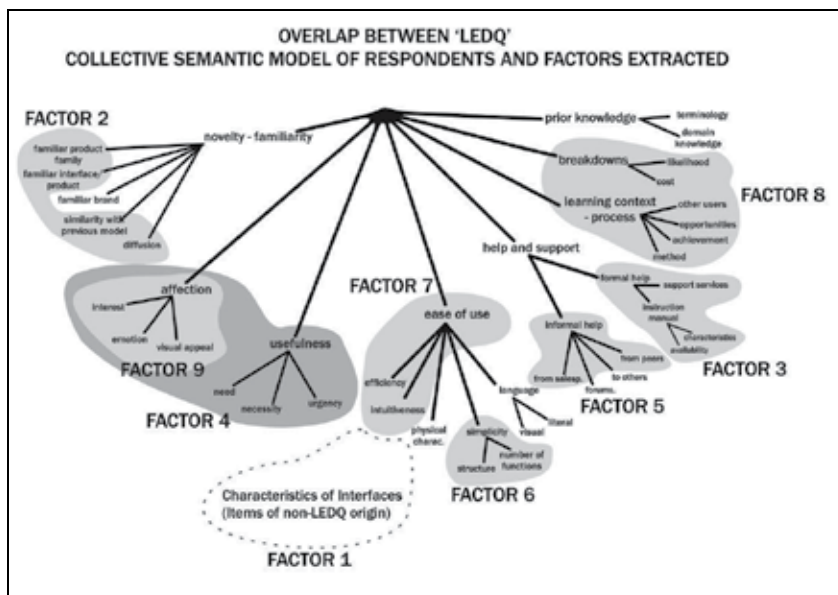 OVERLAP BETWEEN ‘LEDQ’
COLLECTIVE SEMANTIC MODEL OF RESPONDENTS AND FACTORS EXTRACTED
FACTOR 2
novelty - familiarity
familiar product
family
familiar interface/
product
familiar brand
similarity with
previous model
diffusion
prior knowledge
terminology
domain
knowledge
breakdowns
likelihood
cost
learning context
- process
other users
opportunities
achievement
method
FACTOR 8
help and support
formal help
support services
instruction
manual
characteristics
availability
FACTOR 3
informal help
from peers
to others
forums.
from salesp.
FACTOR 5
FACTOR 7
ease of use
efficiency
intuitiveness
physical
charac.
simplicity
structure
number of
functions
FACTOR 6
language
visual
literal
affection
interest
emotion
visual appeal
FACTOR 9
usefulness
need
necessity
urgency
FACTOR 4
Characteristics of Interfaces
(Items of non-LEDQ origin)
FACTOR 1